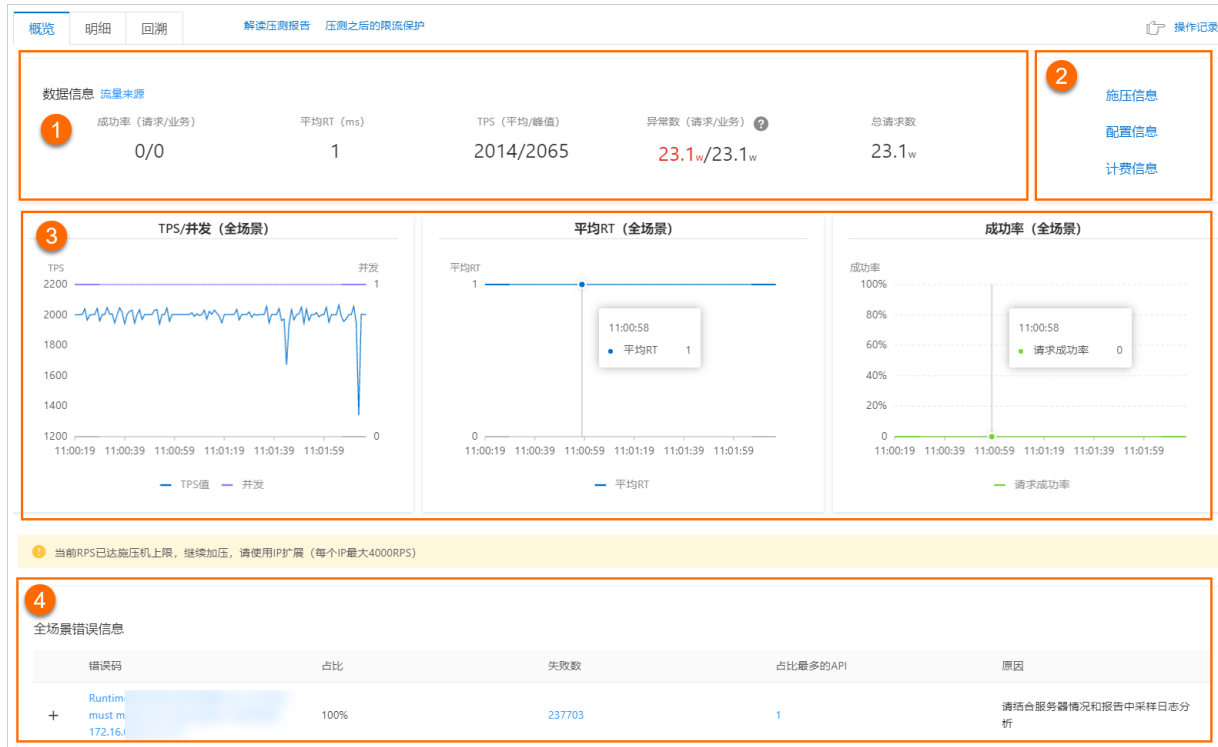 概览 明细 回溯 解读压测报告 压测之后的限流保护 操作记录
1
数据信息 流量来源
成功率（请求/业务） 平均RT（ms） TPS（平均/峰值） 异常数（请求/业务） ? 总请求数
0/0 1 2014/2065 23.1w/23.1w 23.1w
2
施压信息
配置信息
计费信息
3
TPS/并发（全场景）
TPS 并发
2200 1
2000
1800
1600
1400
1200 0
11:00:19 11:00:39 11:00:59 11:01:19 11:01:39 11:01:59
TPS值 并发
平均RT（全场景）
平均RT
1
11:00:58
平均RT 1
0
11:00:19 11:00:39 11:00:59 11:01:19 11:01:39 11:01:59
平均RT
成功率（全场景）
成功率
100%
80%
60%
40%
20%
0
11:00:58
请求成功率 0
11:00:19 11:00:39 11:00:59 11:01:19 11:01:39 11:01:59
请求成功率
当前RPS已达施压机上限，继续加压，请使用IP扩展（每个IP最大4000RPS）
4
全场景错误信息
错误码 占比 失败数 占比最多的API 原因
+ Runtim
must m
172.16.
100% 237703 1
请结合服务器情况和报告中采样日志分
析